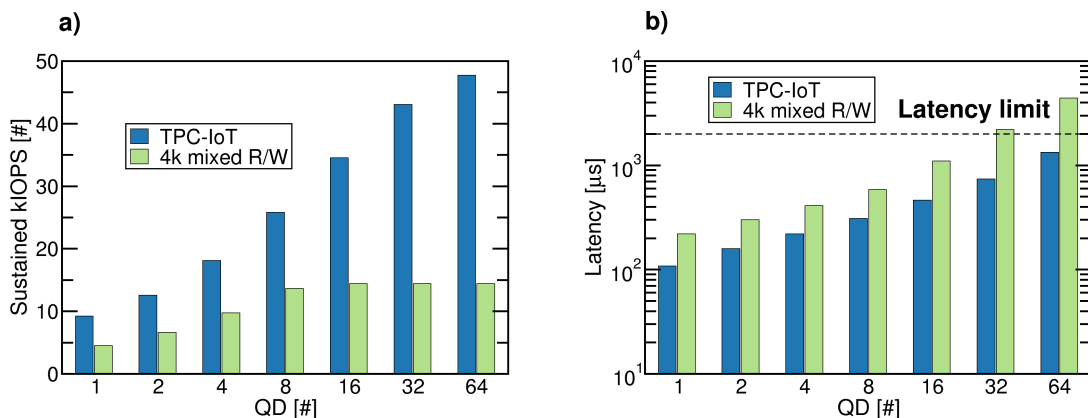 a)
Sustained kIOPS [#]
50
40
30
20
10
0
TPC-IoT
4k mixed R/W
1 2 4 8 16 32 64
QD [#]
b)
Latency [μs]
10^4
10^3
10^2
10^1
TPC-IoT
4k mixed R/W
Latency limit
1 2 4 8 16 32 64
QD [#]